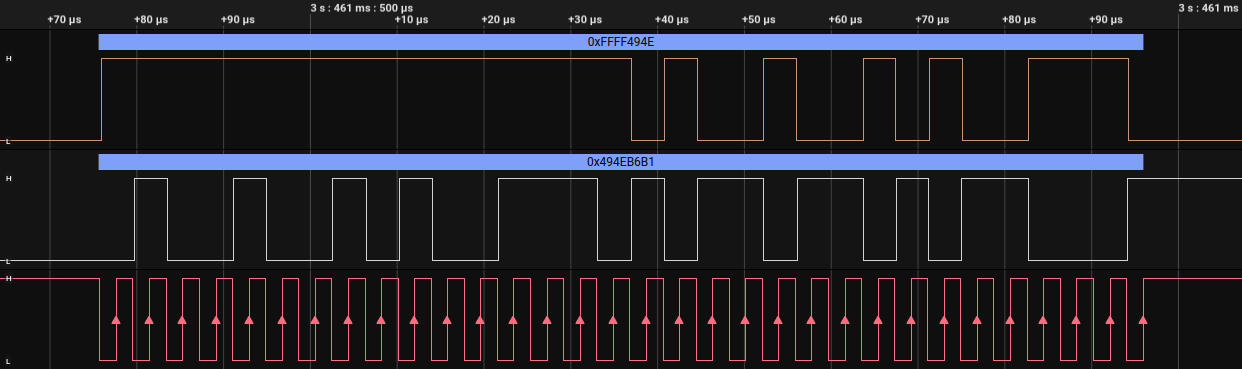 3 s : 461 ms : 500 µs 3 s : 461 ms
+70 µs +80 µs +90 µs +10 µs +20 µs +30 µs +40 µs +50 µs +60 µs +70 µs +80 µs +90 µs
0xFFFF494E
H
L
0x494EB6B1
H
L
H
L